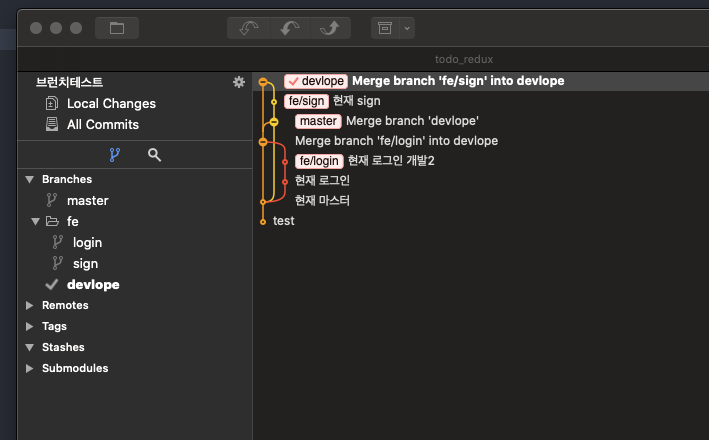 todo_redux
브런치테스트
Local Changes
All Commits
Branches
master
fe
login
sign
devlope
Remotes
Tags
Stashes
Submodules
devlope Merge branch 'fe/sign' into devlope
fe/sign 현재 sign
master Merge branch 'devlope'
Merge branch 'fe/login' into devlope
fe/login 현재 로그인 개발2
현재 로그인
현재 마스터
test